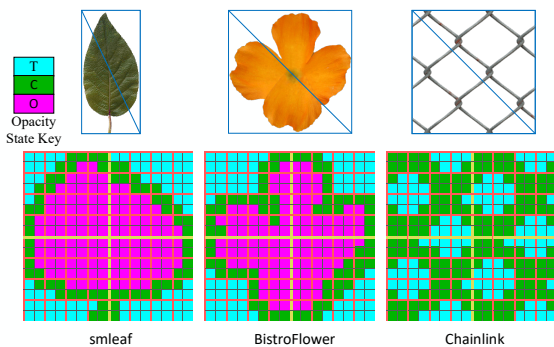 T
C
O
Opacity
State Key
smleaf
BistroFlower
Chainlink